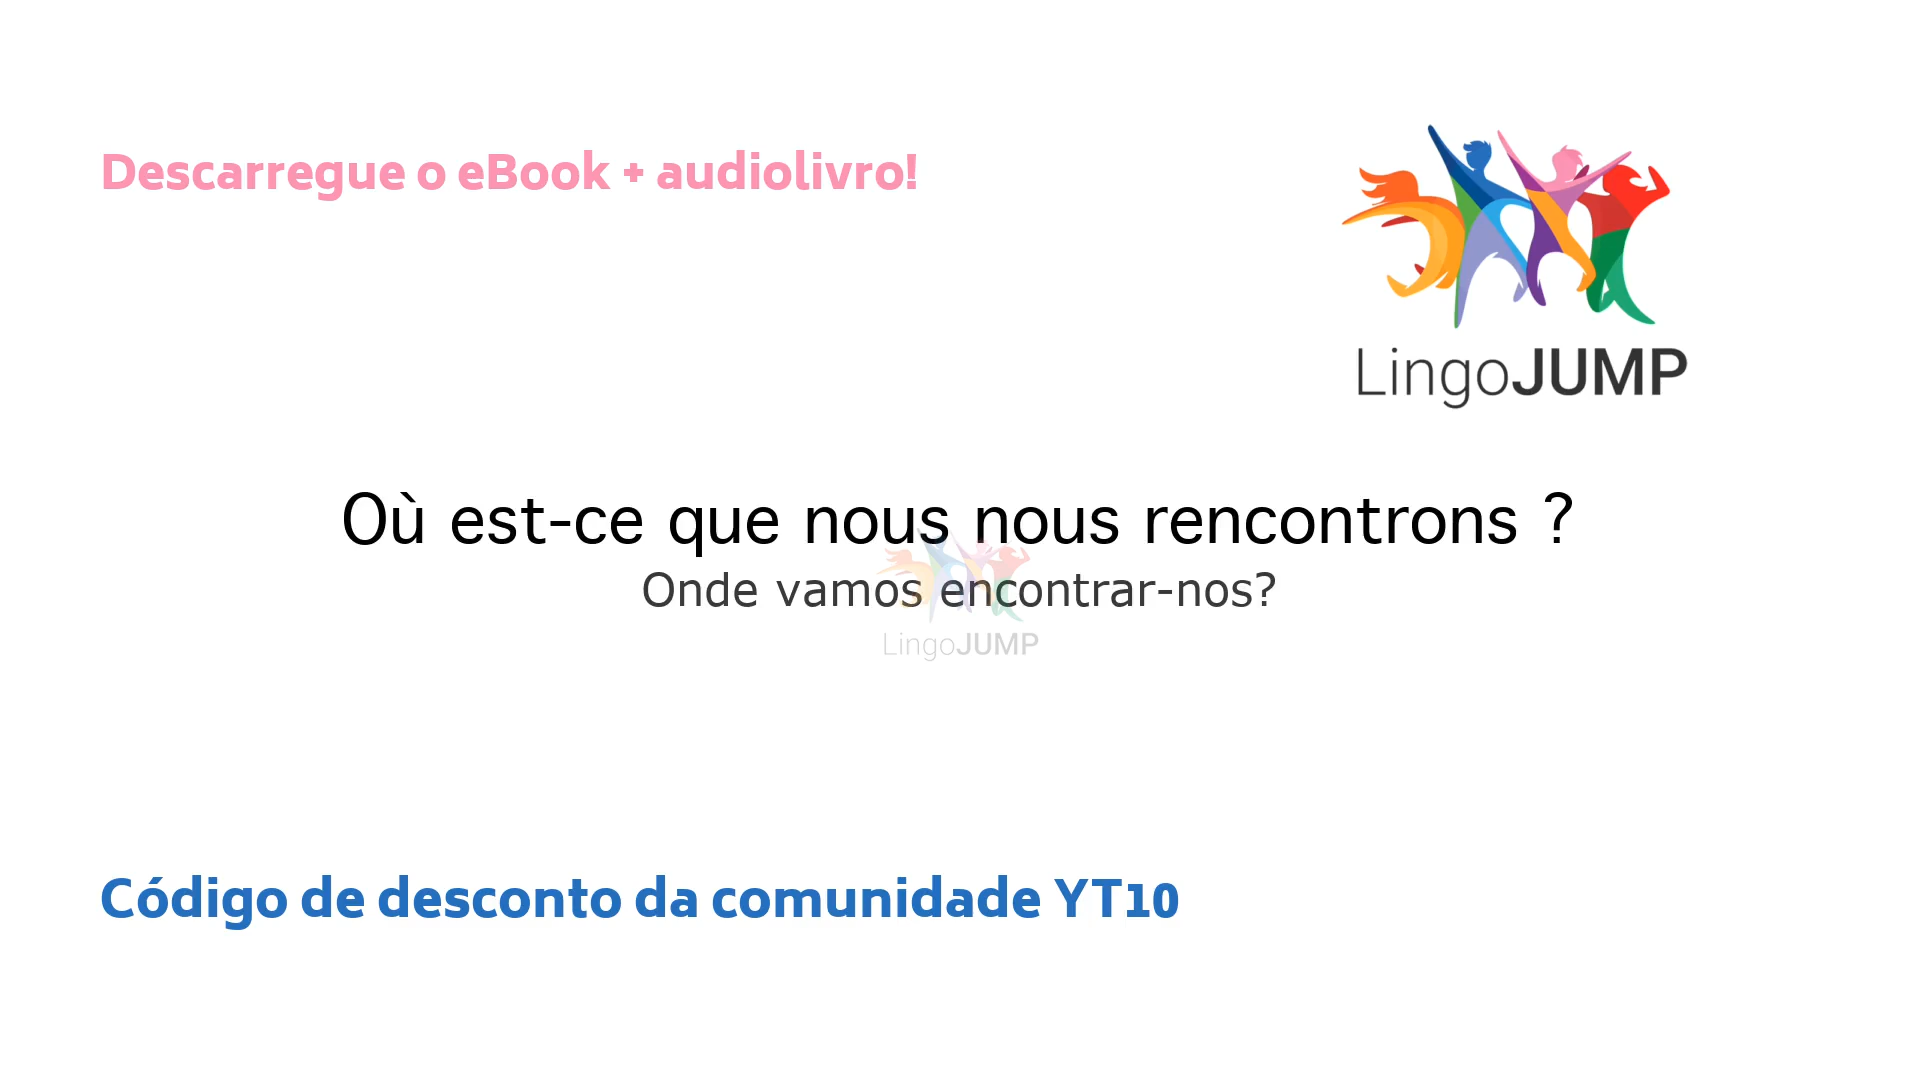 Descarregue o eBook + audiolivro!
LingoJUMP
Où est-ce que nous nous rencontrons ?
Onde vamos encontrar-nos?
LingoJUMP
Código de desconto da comunidade YT10